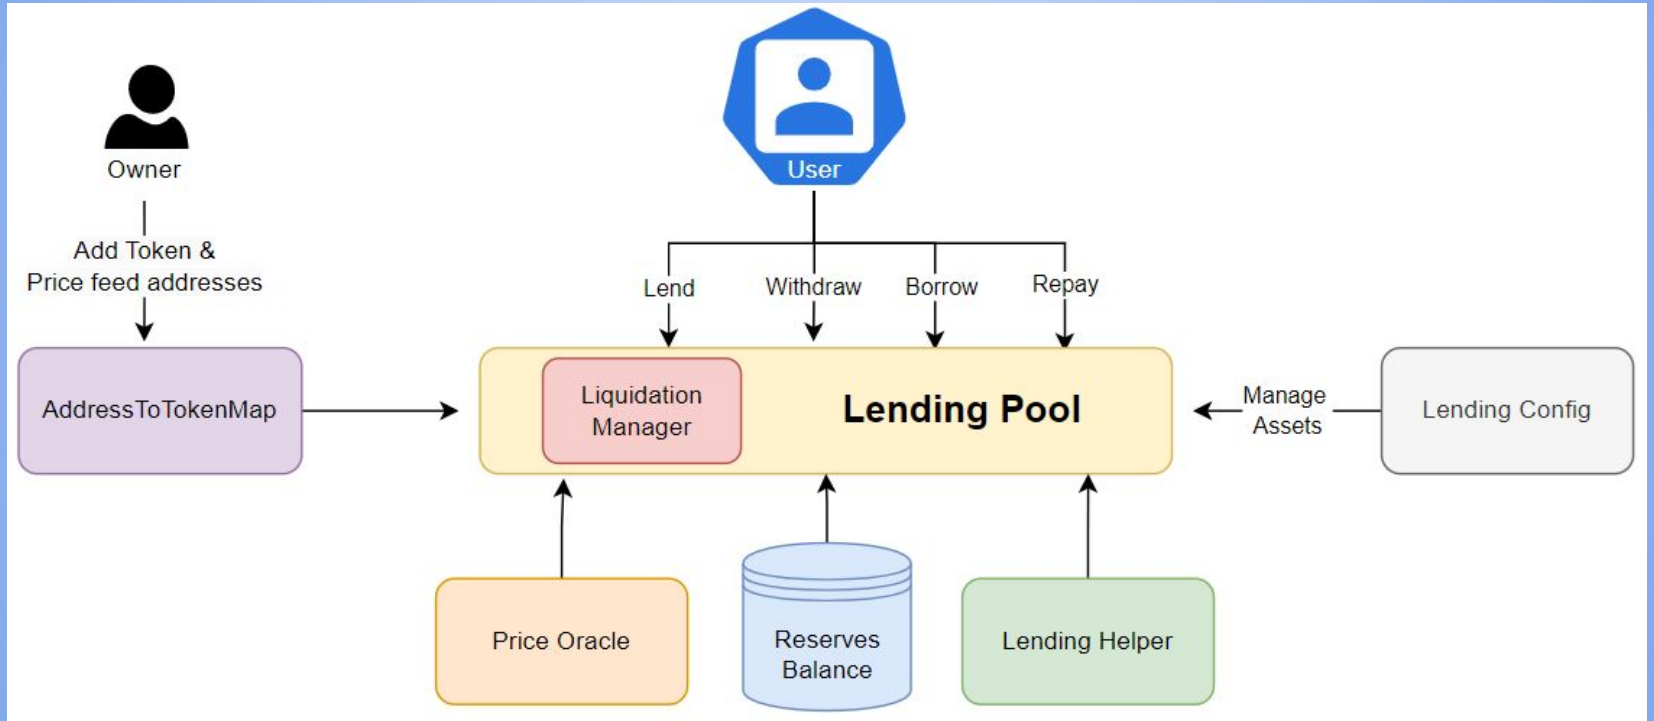 Owner
User
Add Token &
Price feed addresses
Lend
Withdraw
Borrow
Repay
AddressToTokenMap
Liquidation
Manager
Lending Pool
Manage
Assets
Lending Config
Price Oracle
Reserves
Balance
Lending Helper